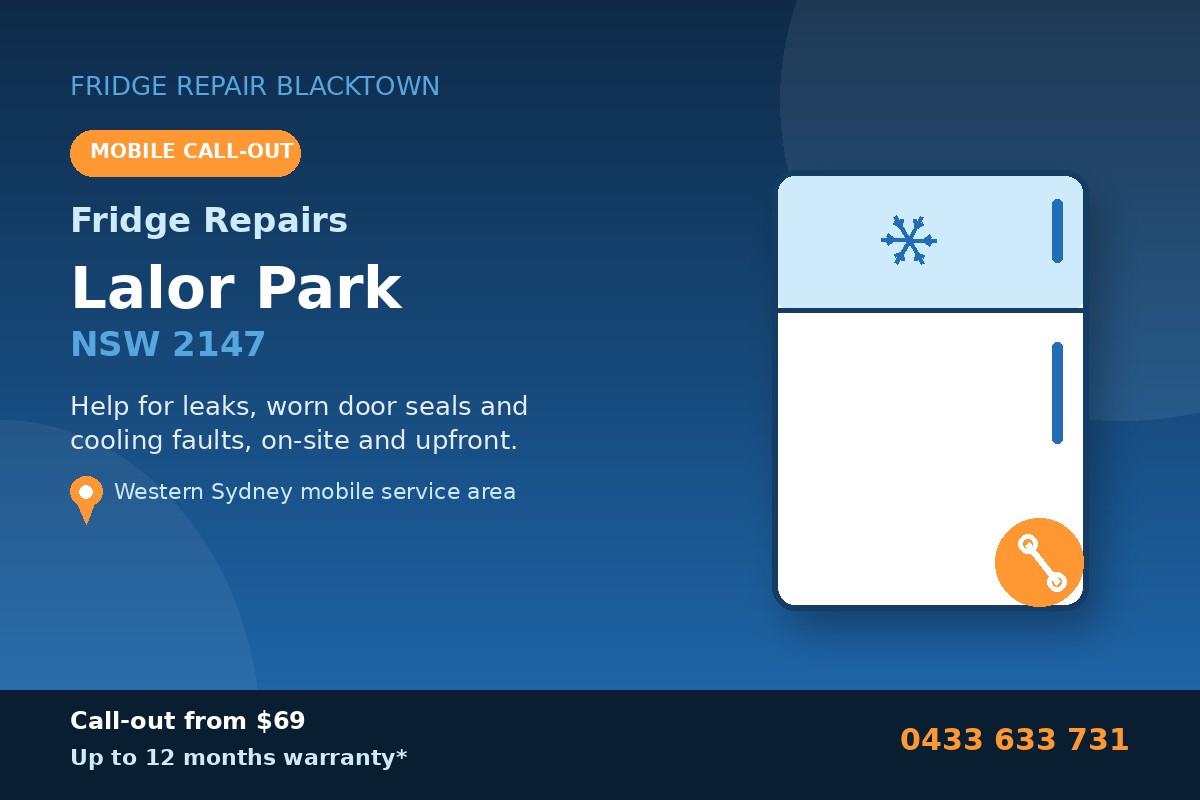 FRIDGE REPAIR BLACKTOWN
MOBILE CALL-OUT
Fridge Repairs
Lalor Park
NSW 2147
Help for leaks, worn door seals and
cooling faults, on-site and upfront.
Western Sydney mobile service area
Call-out from $69
Up to 12 months warranty*
0433 633 731